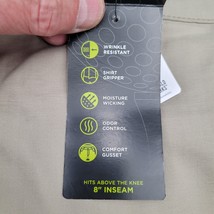 WRINKLE
RESISTANT
SHIRT
GRIPPER
MOISTURE
WICKING
ODOR
CONTROL
COMFORT
GUSSET
HITS ABOVE THE KNEE
8" INSEAM